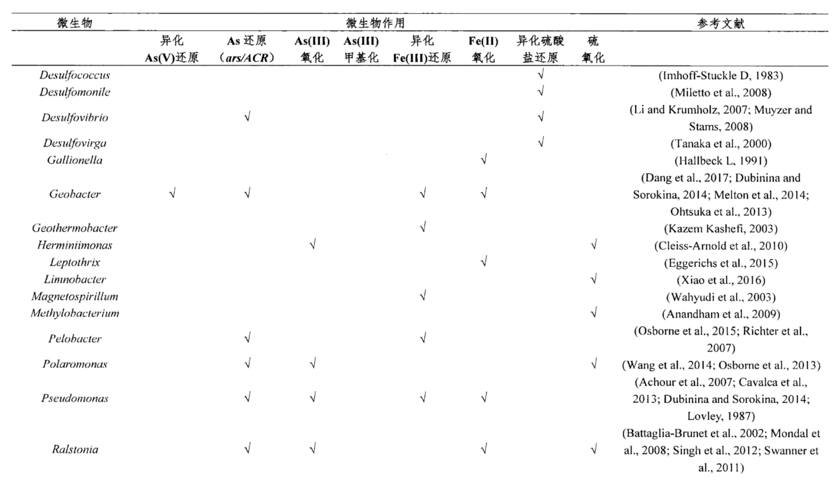 微生物 微生物作用 参考文献
异化 As 还原 As(III) As(III) 异化 Fe(II) 异化硫酸 硫
As(V)还原 （ars/ACR） 氧化 甲基化 Fe(III)还原 氧化 盐还原 氧化
Desulfococcus √ (Imhoff-Stuckle D, 1983)
Desulfomonile √ (Miletto et al., 2008)
(Li and Krumholz, 2007; Muyzer and
Desulfovibrio √ √
Stams, 2008)
Desulfovirga √ (Tanaka et al., 2000)
Gallionella √ (Hallbeck L, 1991)
(Dang et al., 2017; Dubinina and
Geobacter √ √ √ √ Sorokina, 2014; Melton et al., 2014;
Ohtsuka et al., 2013)
Geothermobacter √ (Kazem Kashefi, 2003)
Herminiimonas √ √ (Cleiss-Arnold et al., 2010)
Leptothrix √ (Eggerichs et al., 2015)
Limnobacter √ (Xiao et al., 2016)
Magnetospirillum √ (Wahyudi et al., 2003)
Methylobacterium √ (Anandham et al., 2009)
(Osborne et al., 2015; Richter et al.,
Pelobacter √ √
2007)
Polaromonas √ √ √ (Wang et al., 2014; Osborne et al., 2013)
(Achour et al., 2007; Cavalca et al.,
Pseudomonas √ √ √ √ 2013; Dubinina and Sorokina, 2014;
Lovley, 1987)
(Battaglia-Brunet et al., 2002; Mondal
Ralstonia √ √ √ √ et al., 2008; Singh et al., 2012; Swanner
et al., 2011)